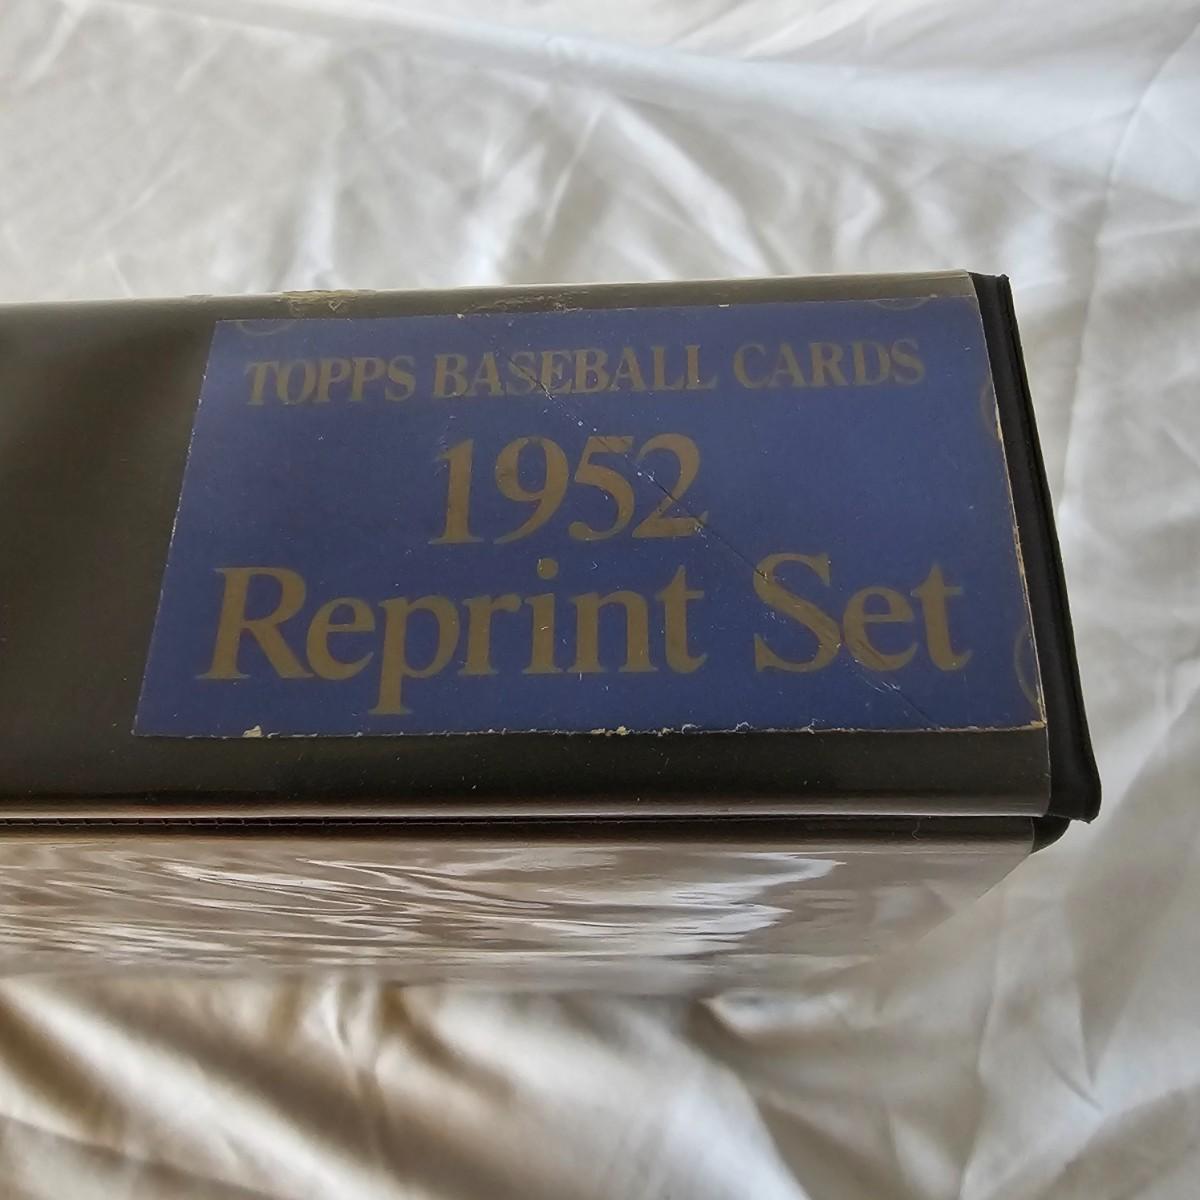 TOPPS BASEBALL CARDS
1952
Reprint Set